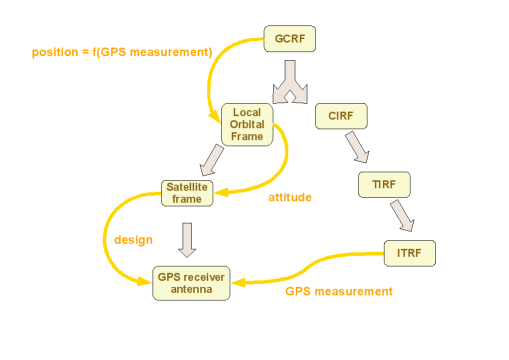 GCRF
position = f(GPS measurement)
Local
Orbital
Frame
CIRF
TIRF
Satellite
frame
attitude
design
ITRF
GPS receiver
antenna
GPS measurement